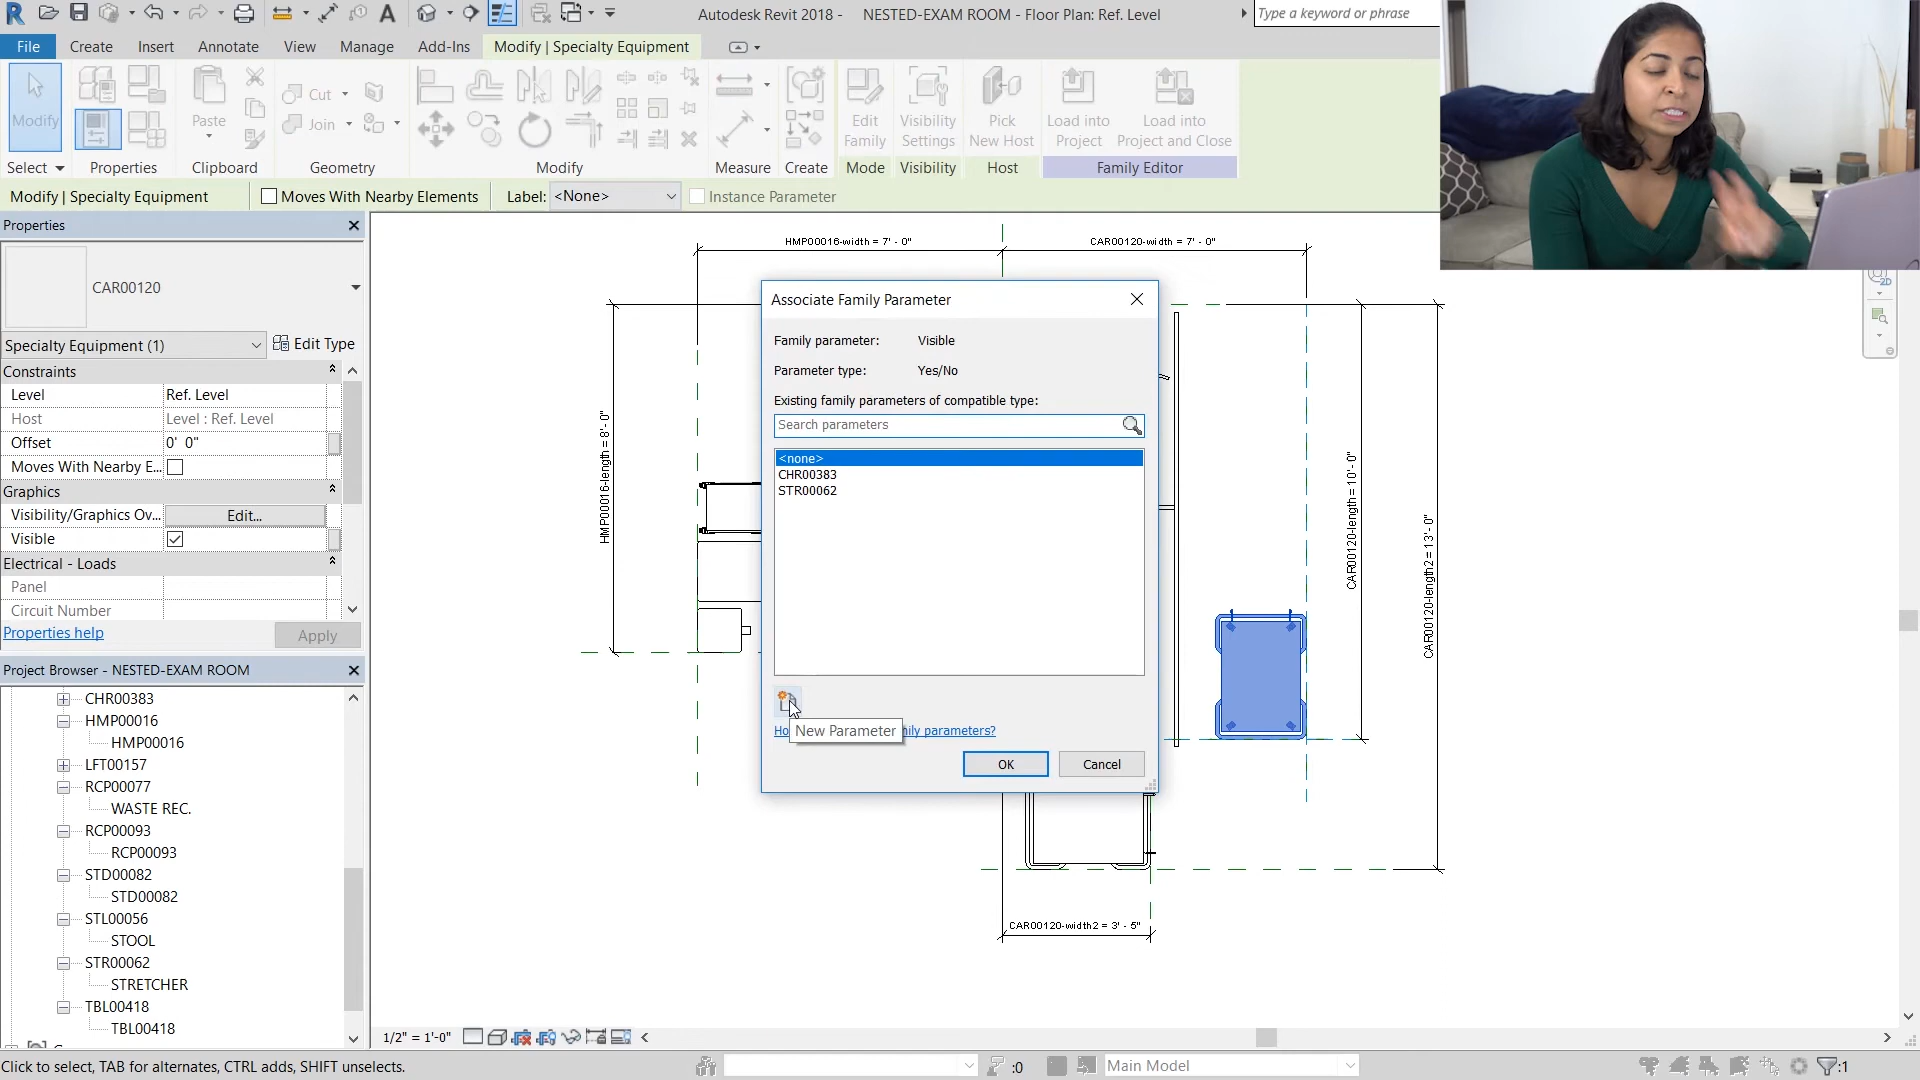 Autodesk Revit 2018 - NESTED-EXAM ROOM - Floor Plan: Ref. Level
Type a keyword or phrase
File Create Insert Annotate View Manage Add-Ins Modify | Specialty Equipment
Modify
Paste
Cut
Join
Edit Family
Visibility Settings
Pick New Host
Load into Project
Load into Project and Close
Select Properties Clipboard Geometry Modify Measure Create Mode Visibility Host Family Editor
Modify | Specialty Equipment Moves With Nearby Elements Label: <None> Instance Parameter
Properties
CAR00120
Specialty Equipment (1) Edit Type
Constraints
Level Ref. Level
Host Level : Ref. Level
Offset 0' 0"
Moves With Nearby E...
Graphics
Visibility/Graphics Ov... Edit...
Visible
Electrical - Loads
Panel
Circuit Number
Properties help Apply
Project Browser - NESTED-EXAM ROOM
CHR00383
HMP00016
HMP00016
LFT00157
RCP00077
WASTE REC.
RCP00093
RCP00093
STD00082
STD00082
STL00056
STOOL
STR00062
STRETCHER
TBL00418
TBL00418
HMP00016-width = 7' - 0"
CAR00120-width = 7' - 0"
HMP00016-length = 8' - 0"
CAR00120-length = 10' - 0"
CAR00120-length2 = 13' - 0"
CAR00120-width2 = 3' - 5"
2D
Associate Family Parameter
Family parameter: Visible
Parameter type: Yes/No
Existing family parameters of compatible type:
Search parameters
<none>
CHR00383
STR00062
New Parameter
Ho
ily parameters?
OK Cancel
1/2" = 1'-0"
Click to select, TAB for alternates, CTRL adds, SHIFT unselects.
:0
Main Model
:1